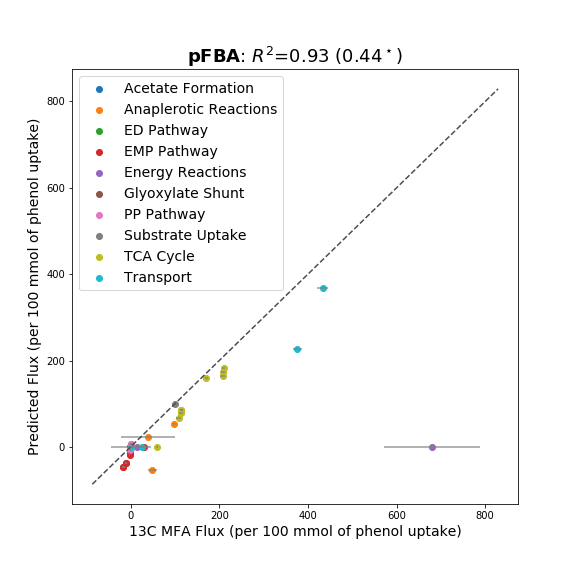 pFBA: R²=0.93 (0.44*)
Acetate Formation
Anaplerotic Reactions
ED Pathway
EMP Pathway
Energy Reactions
Glyoxylate Shunt
PP Pathway
Substrate Uptake
TCA Cycle
Transport
Predicted Flux (per 100 mmol of phenol uptake)
800
600
400
200
0
0 200 400 600 800
13C MFA Flux (per 100 mmol of phenol uptake)